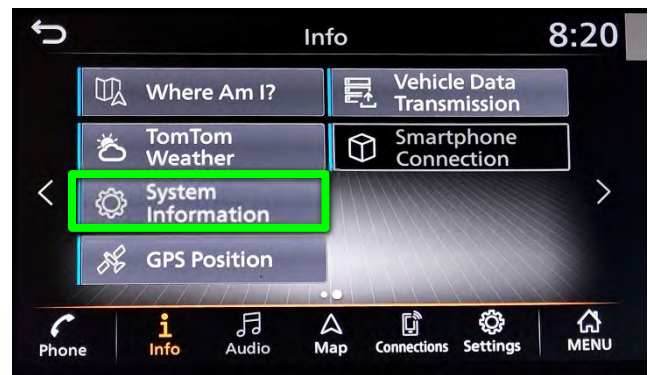 Info
8:20
Where Am I?
Vehicle Data
Transmission
TomTom
Weather
Smartphone
Connection
System
Information
GPS Position
Phone
Info
Audio
Map
Connections
Settings
MENU